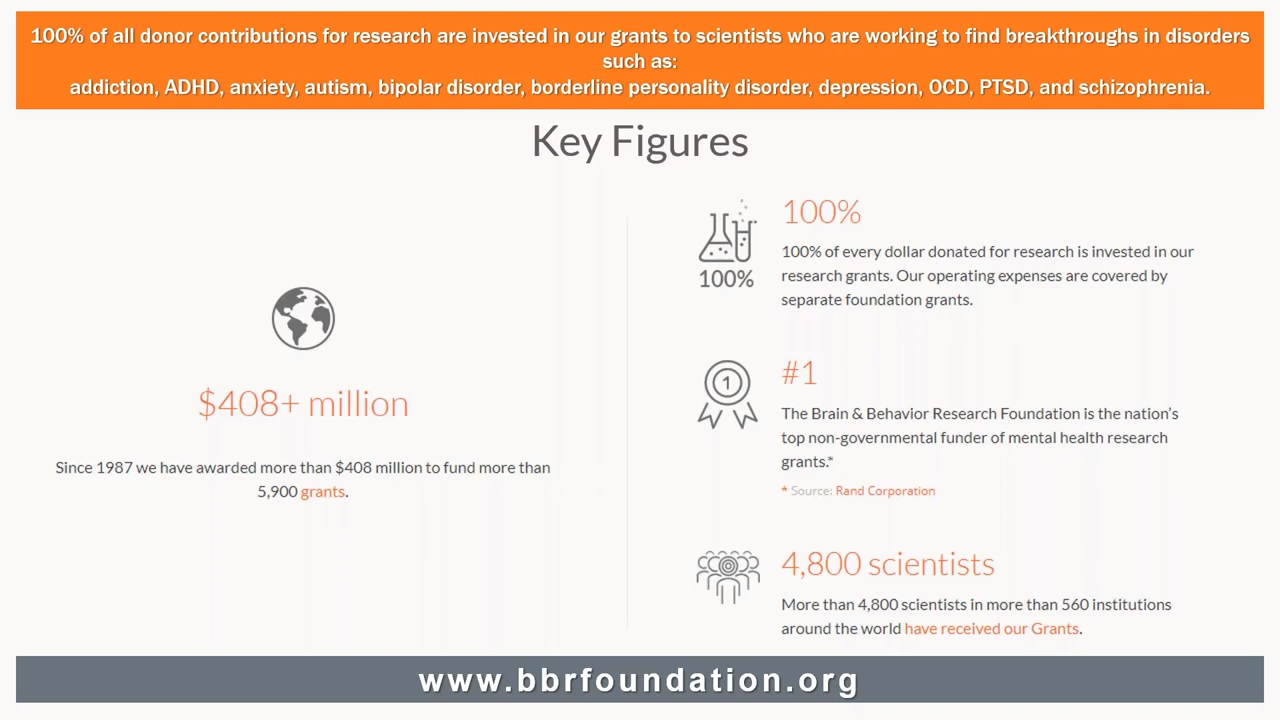 100% of all donor contributions for research are invested in our grants to scientists who are working to find breakthroughs in disorders
such as:
addiction, ADHD, anxiety, autism, bipolar disorder, borderline personality disorder, depression, OCD, PTSD, and schizophrenia.
Key Figures
$408+ million
Since 1987 we have awarded more than $408 million to fund more than
5,900 grants.
100%
100%
100% of every dollar donated for research is invested in our
research grants. Our operating expenses are covered by
separate foundation grants.
1
#1
The Brain & Behavior Research Foundation is the nation's
top non-governmental funder of mental health research
grants.*
* Source: Rand Corporation
4,800 scientists
More than 4,800 scientists in more than 560 institutions
around the world have received our Grants.
www.bbrfoundation.org